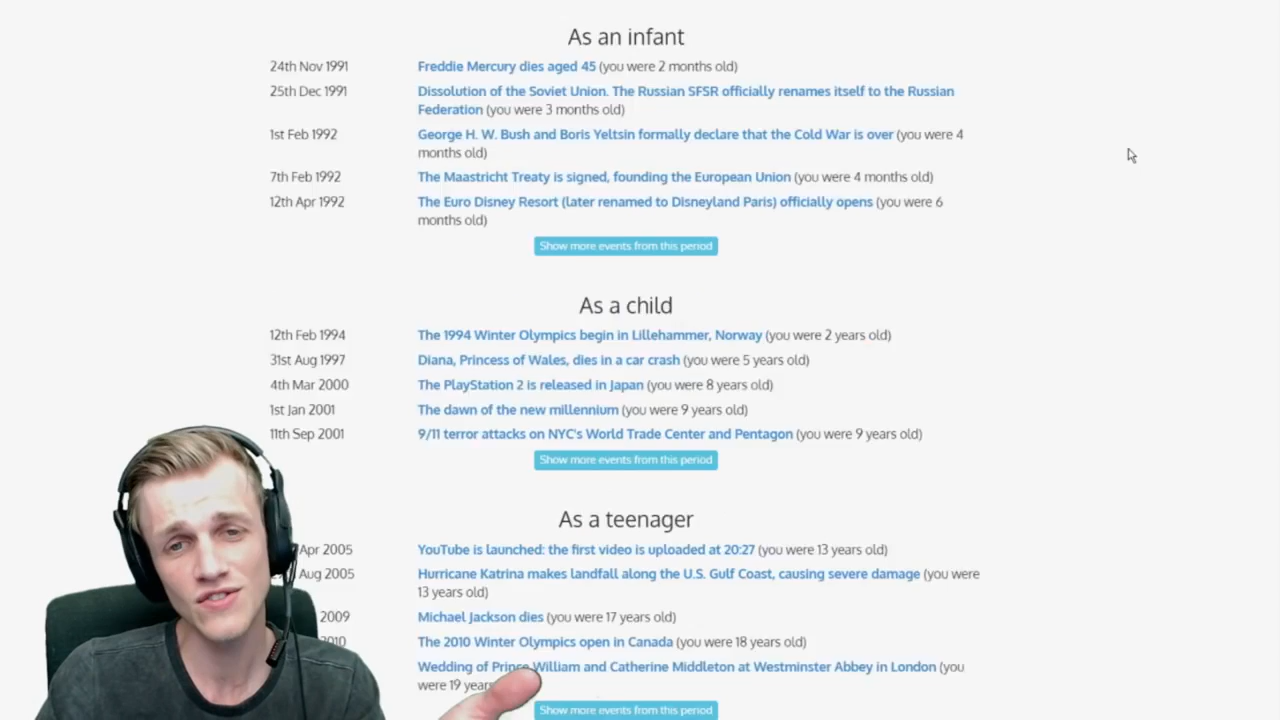 As an infant
24th Nov 1991 Freddie Mercury dies aged 45 (you were 2 months old)
25th Dec 1991 Dissolution of the Soviet Union. The Russian SFSR officially renames itself to the Russian
Federation (you were 3 months old)
1st Feb 1992 George H. W. Bush and Boris Yeltsin formally declare that the Cold War is over (you were 4
months old)
7th Feb 1992 The Maastricht Treaty is signed, founding the European Union (you were 4 months old)
12th Apr 1992 The Euro Disney Resort (later renamed to Disneyland Paris) officially opens (you were 6
months old)
Show more events from this period
As a child
12th Feb 1994 The 1994 Winter Olympics begin in Lillehammer, Norway (you were 2 years old)
31st Aug 1997 Diana, Princess of Wales, dies in a car crash (you were 5 years old)
4th Mar 2000 The PlayStation 2 is released in Japan (you were 8 years old)
1st Jan 2001 The dawn of the new millennium (you were 9 years old)
11th Sep 2001 9/11 terror attacks on NYC's World Trade Center and Pentagon (you were 9 years old)
Show more events from this period
As a teenager
Apr 2005 YouTube is launched: the first video is uploaded at 20:27 (you were 13 years old)
Aug 2005 Hurricane Katrina makes landfall along the U.S. Gulf Coast, causing severe damage (you were
13 years old)
2009 Michael Jackson dies (you were 17 years old)
2010 The 2010 Winter Olympics open in Canada (you were 18 years old)
Wedding of Prince William and Catherine Middleton at Westminster Abbey in London (you
were 19 years
Show more events from this period